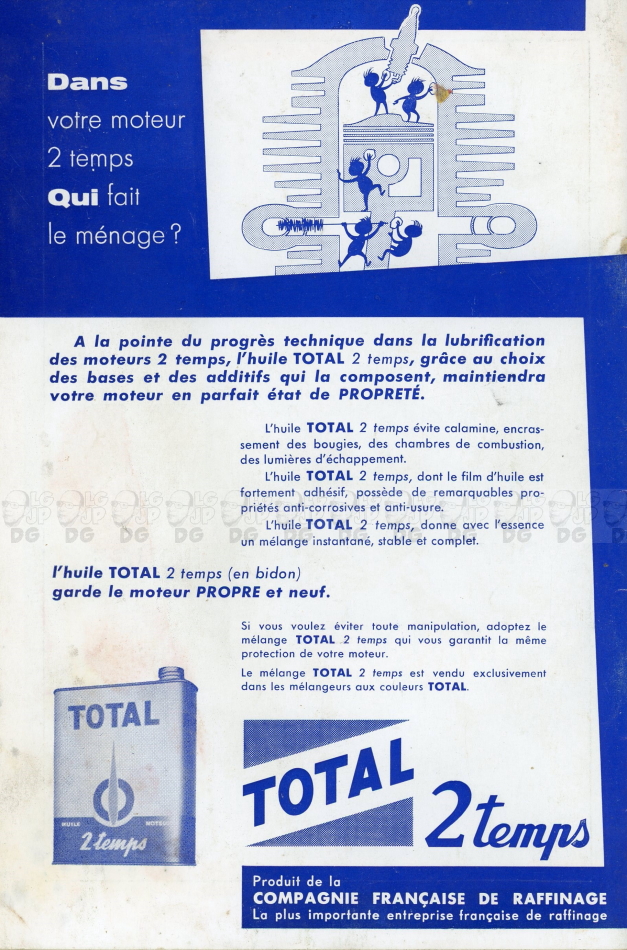 Dans
votre moteur
2 temps
Qui fait
le ménage ?
A la pointe du progrès technique dans la lubrification
des moteurs 2 temps, l'huile TOTAL 2 temps, grâce au choix
des bases et des additifs qui la composent, maintiendra
votre moteur en parfait état de PROPRETÉ.
L'huile TOTAL 2 temps évite calamine, encras-
sement des bougies, des chambres de combustion,
des lumières d'échappement.
L'huile TOTAL 2 temps, dont le film d'huile est
fortement adhésif, possède de remarquables pro-
priétés anti-corrosives et anti-usure.
L'huile TOTAL 2 temps, donne avec l'essence
un mélange instantané, stable et complet.
l'huile TOTAL 2 temps (en bidon)
garde le moteur PROPRE et neuf.
Si vous voulez éviter toute manipulation, adoptez le
mélange TOTAL 2 temps qui vous garantit la même
protection de votre moteur.
Le mélange TOTAL 2 temps est vendu exclusivement
dans les mélangeurs aux couleurs TOTAL.
TOTAL
HUILE MOTEUR
2 temps
TOTAL
2 temps
Produit de la
COMPAGNIE FRANÇAISE DE RAFFINAGE
La plus importante entreprise française de raffinage